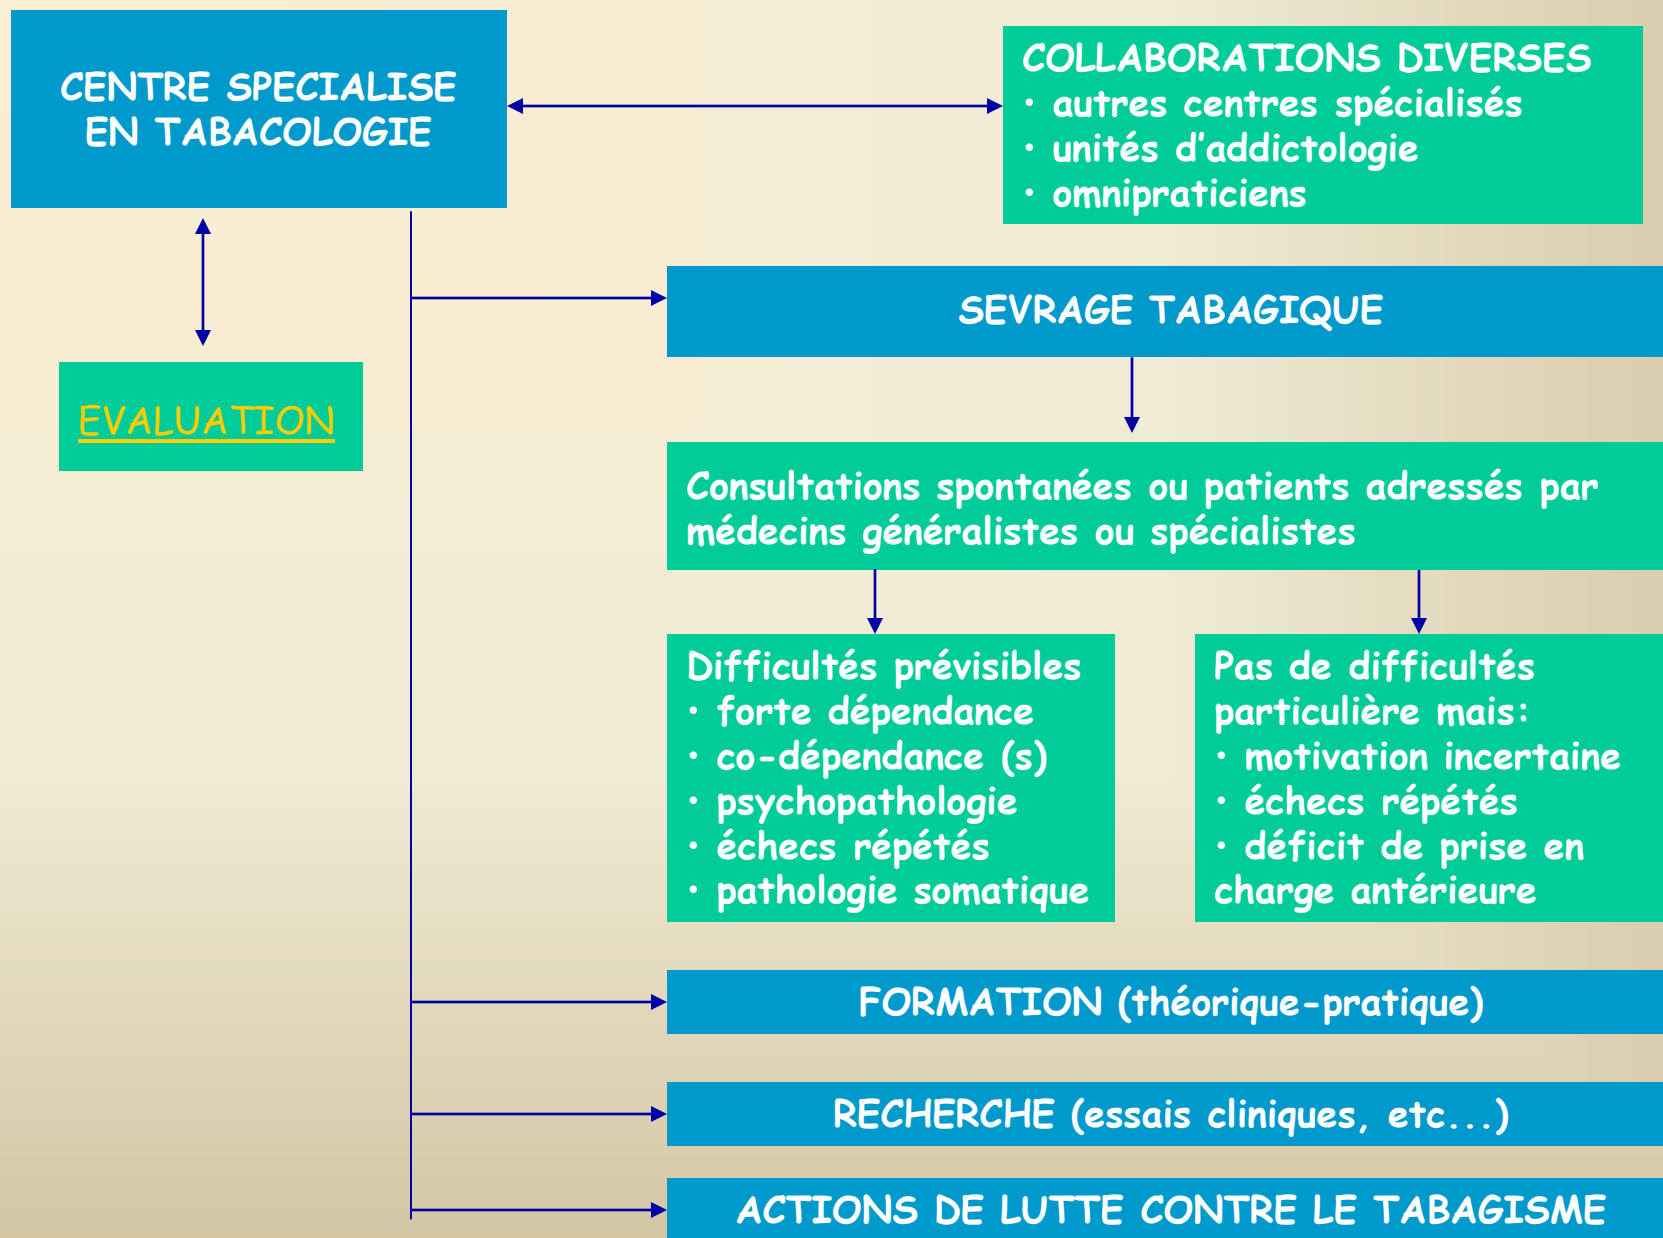 CENTRE SPECIALISE
EN TABACOLOGIE
COLLABORATIONS DIVERSES
• autres centres spécialisés
• unités d’addictologie
• omnipraticiens
SEVRAGE TABAGIQUE
EVALUATION
Consultations spontanées ou patients adressés par
médecins généralistes ou spécialistes
Difficultés prévisibles
• forte dépendance
• co-dépendance (s)
• psychopathologie
• échecs répétés
• pathologie somatique
Pas de difficultés
particulière mais:
• motivation incertaine
• échecs répétés
• déficit de prise en
charge antérieure
FORMATION (théorique-pratique)
RECHERCHE (essais cliniques, etc...)
ACTIONS DE LUTTE CONTRE LE TABAGISME